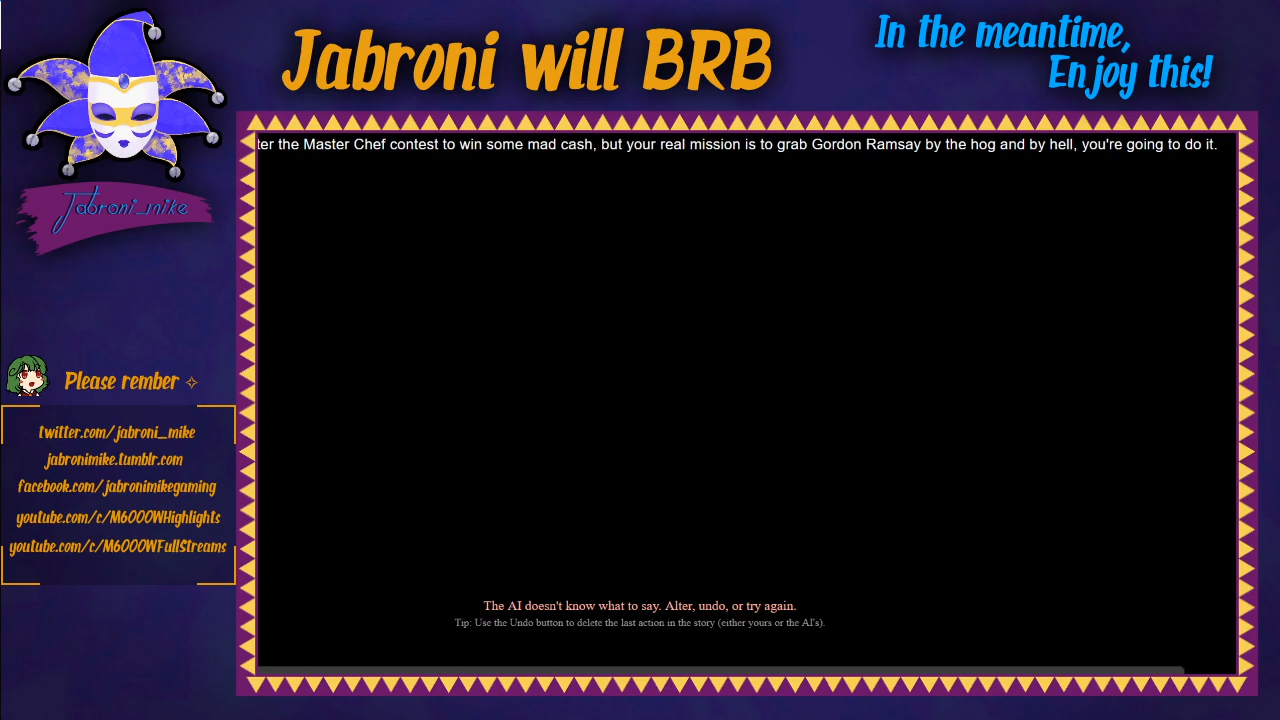 Jabroni will BRB
In the meantime,
Enjoy this!
ter the Master Chef contest to win some mad cash, but your real mission is to grab Gordon Ramsay by the hog and by hell, you're going to do it.
Jabroni_mike
Please rember ✧
twitter.com/jabroni_mike
jabronimike.tumblr.com
facebook.com/jabronimikegaming
youtube.com/c/M6000WHighlights
youtube.com/c/M6000WFullStreams
The AI doesn't know what to say. Alter, undo, or try again.
Tip: Use the Undo button to delete the last action in the story (either yours or the AI's).